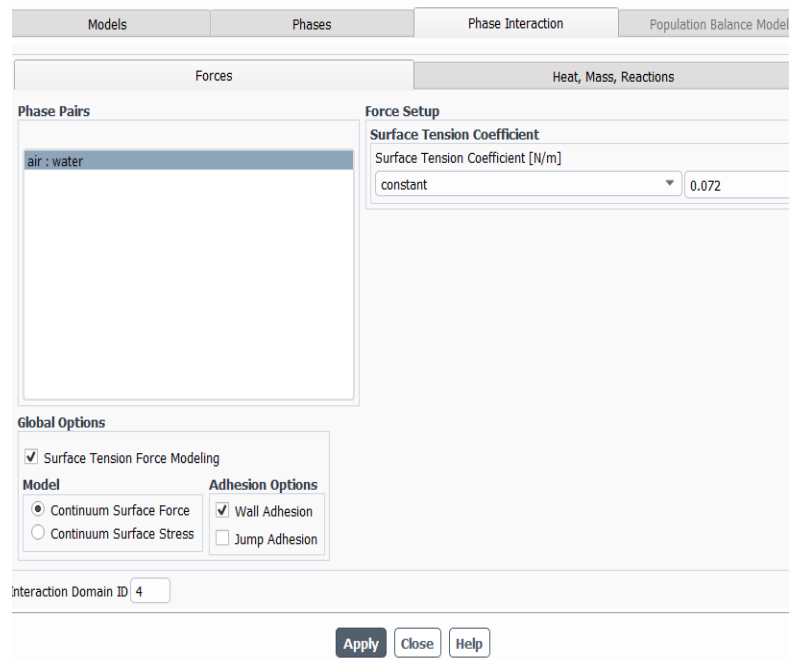 Models Phases Phase Interaction Population Balance Model
Forces Heat, Mass, Reactions
Phase Pairs
air : water
Force Setup
Surface Tension Coefficient
Surface Tension Coefficient [N/m]
constant 0.072
Global Options
Surface Tension Force Modeling
Model
Continuum Surface Force
Continuum Surface Stress
Adhesion Options
Wall Adhesion
Jump Adhesion
Interaction Domain ID 4
Apply Close Help